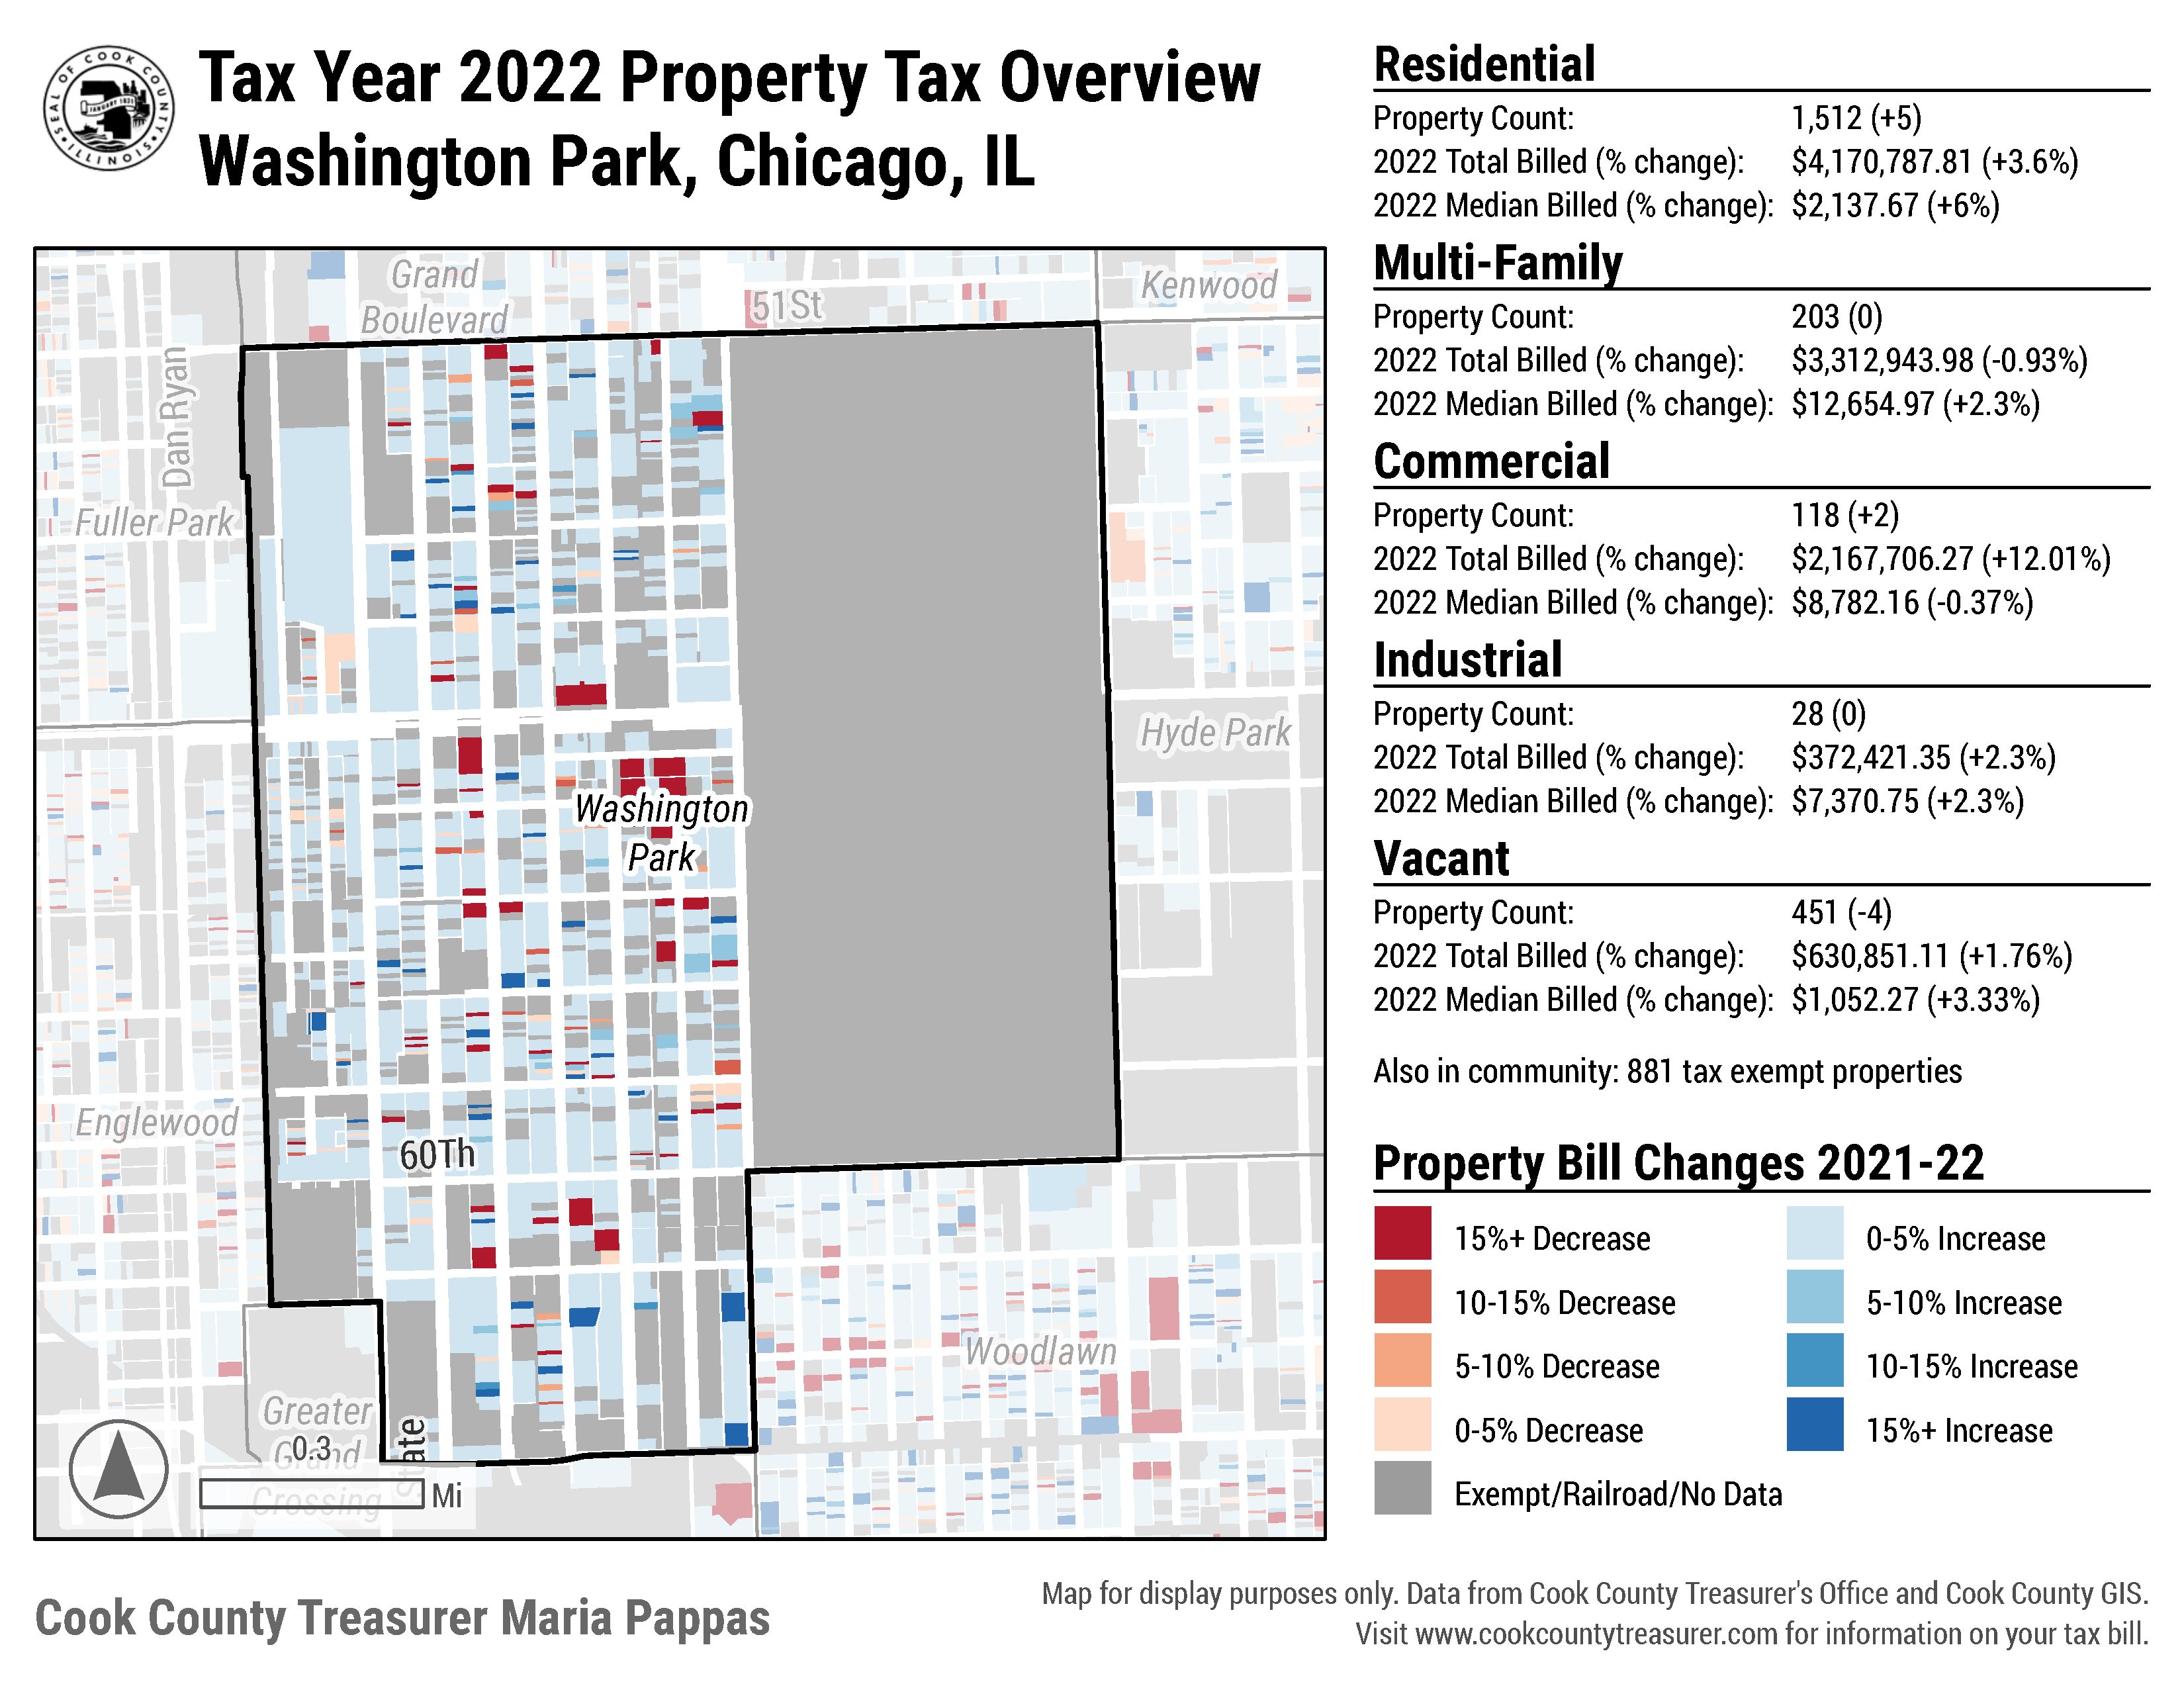 SEAL OF COOK COUNTY ILLINOIS
JANUARY 1831
Tax Year 2022 Property Tax Overview
Washington Park, Chicago, IL
Grand
Boulevard
51St
Kenwood
Dan Ryan
Fuller Park
Hyde Park
Washington
Park
Englewood
60Th
Woodlawn
Greater
Grand
Crossing
State
0.3
Mi
Residential
Property Count: 1,512 (+5)
2022 Total Billed (% change): $4,170,787.81 (+3.6%)
2022 Median Billed (% change): $2,137.67 (+6%)
Multi-Family
Property Count: 203 (0)
2022 Total Billed (% change): $3,312,943.98 (-0.93%)
2022 Median Billed (% change): $12,654.97 (+2.3%)
Commercial
Property Count: 118 (+2)
2022 Total Billed (% change): $2,167,706.27 (+12.01%)
2022 Median Billed (% change): $8,782.16 (-0.37%)
Industrial
Property Count: 28 (0)
2022 Total Billed (% change): $372,421.35 (+2.3%)
2022 Median Billed (% change): $7,370.75 (+2.3%)
Vacant
Property Count: 451 (-4)
2022 Total Billed (% change): $630,851.11 (+1.76%)
2022 Median Billed (% change): $1,052.27 (+3.33%)
Also in community: 881 tax exempt properties
Property Bill Changes 2021-22
15%+ Decrease
0-5% Increase
10-15% Decrease
5-10% Increase
5-10% Decrease
10-15% Increase
0-5% Decrease
15%+ Increase
Exempt/Railroad/No Data
Cook County Treasurer Maria Pappas
Map for display purposes only. Data from Cook County Treasurer's Office and Cook County GIS.
Visit www.cookcountytreasurer.com for information on your tax bill.